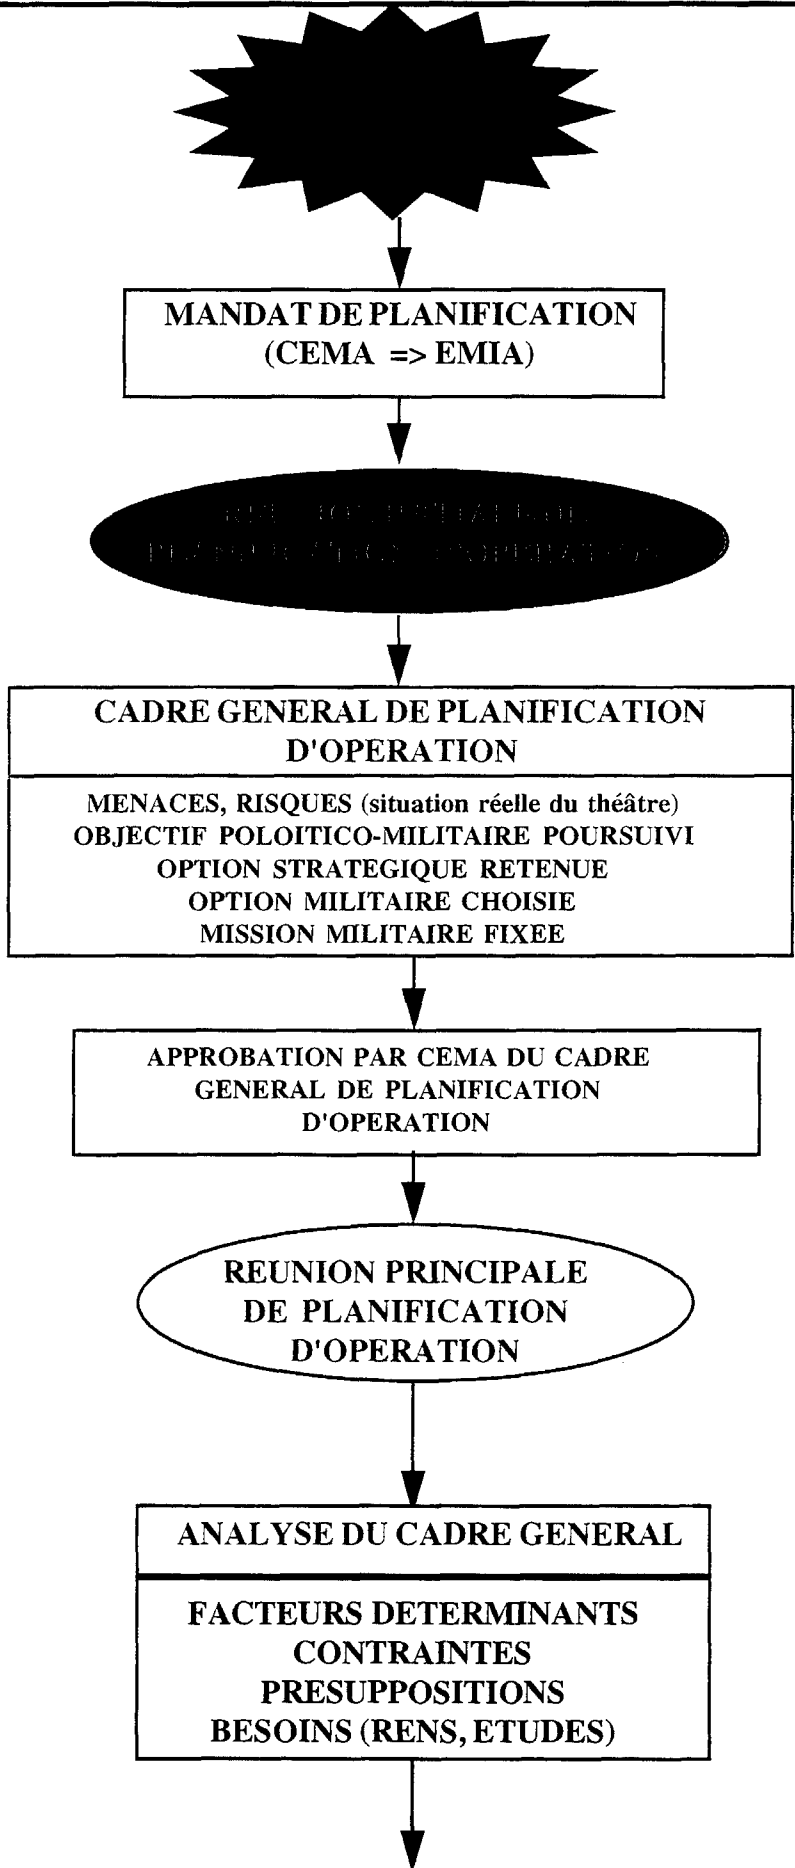 MANDAT DE PLANIFICATION
(CEMA => EMIA)
CADRE GENERAL DE PLANIFICATION
D'OPERATION
MENACES, RISQUES (situation réelle du théâtre)
OBJECTIF POLOITICO-MILITAIRE POURSUIVI
OPTION STRATEGIQUE RETENUE
OPTION MILITAIRE CHOISIE
MISSION MILITAIRE FIXEE
APPROBATION PAR CEMA DU CADRE
GENERAL DE PLANIFICATION
D'OPERATION
REUNION PRINCIPALE
DE PLANIFICATION
D'OPERATION
ANALYSE DU CADRE GENERAL
FACTEURS DETERMINANTS
CONTRAINTES
PRESUPPOSITIONS
BESOINS (RENS, ETUDES)